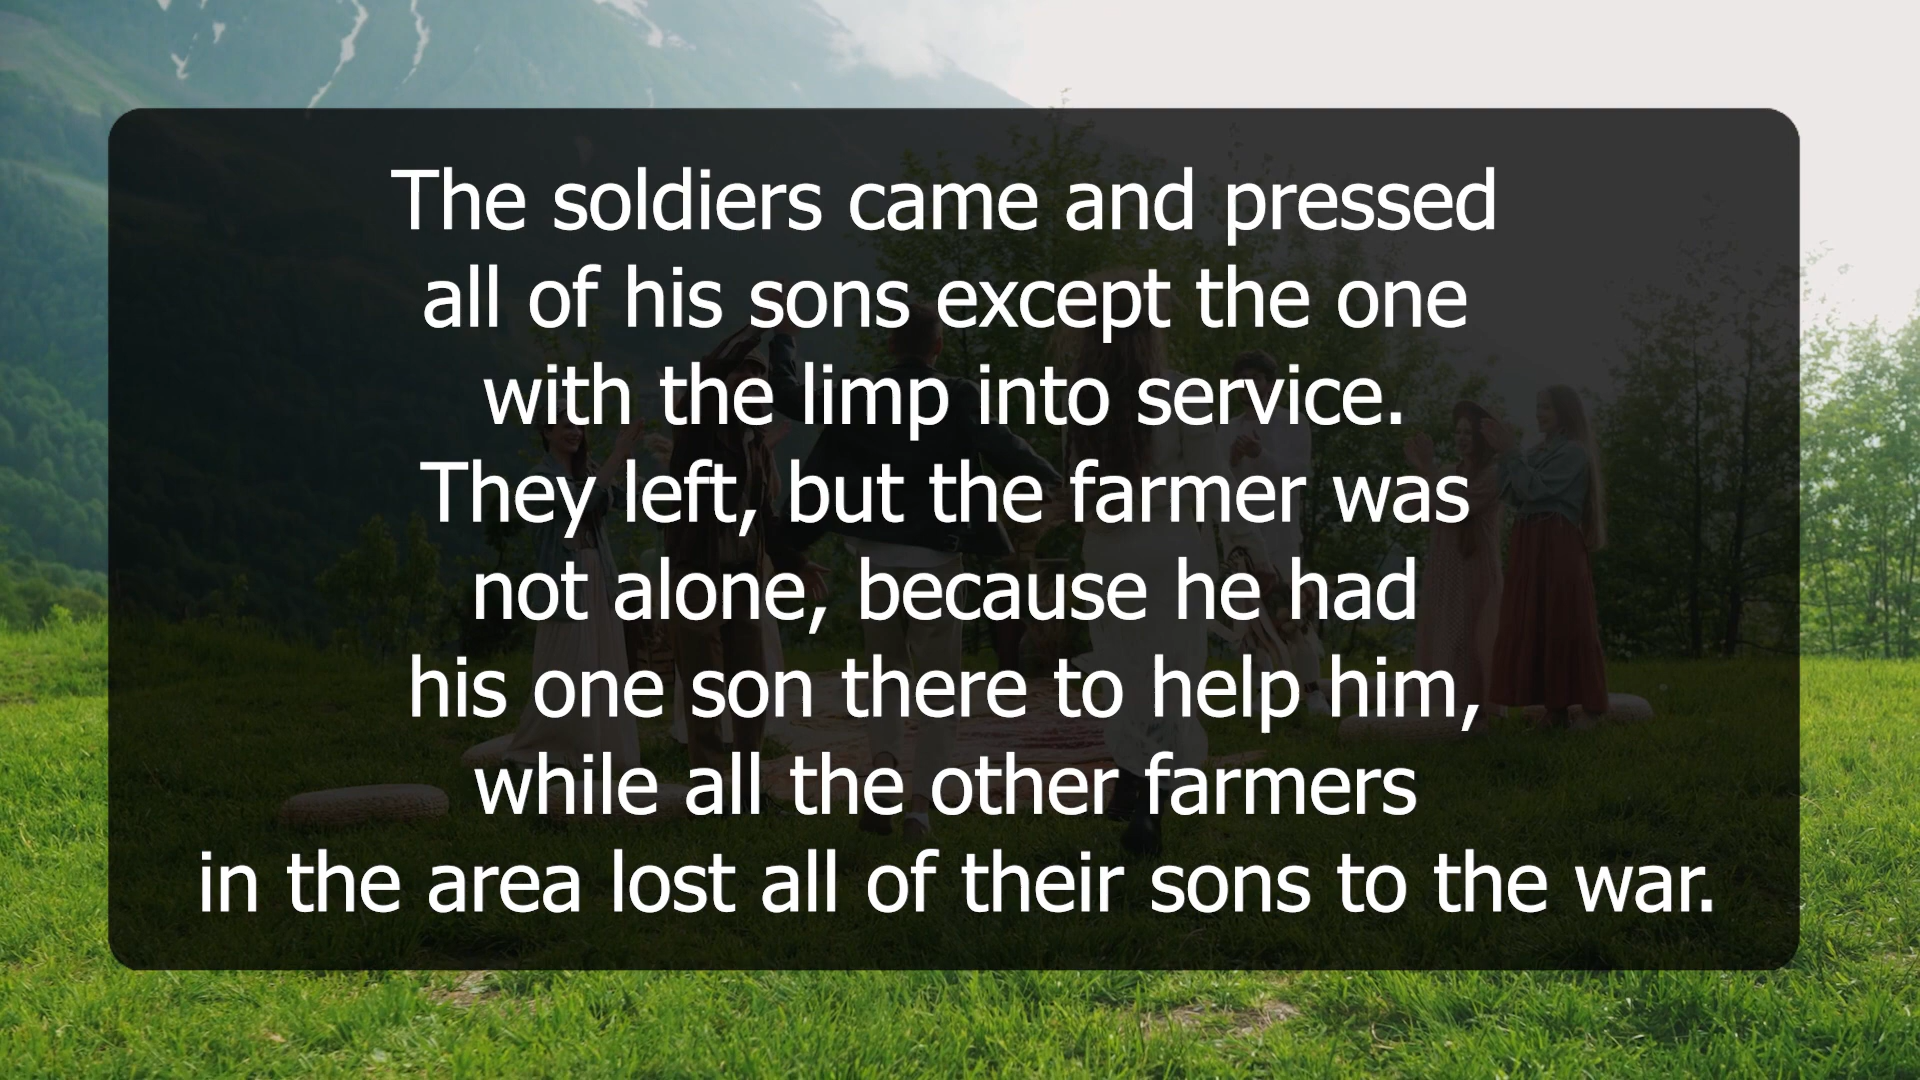 The soldiers came and pressed
all of his sons except the one
with the limp into service.
They left, but the farmer was
not alone, because he had
his one son there to help him,
while all the other farmers
in the area lost all of their sons to the war.